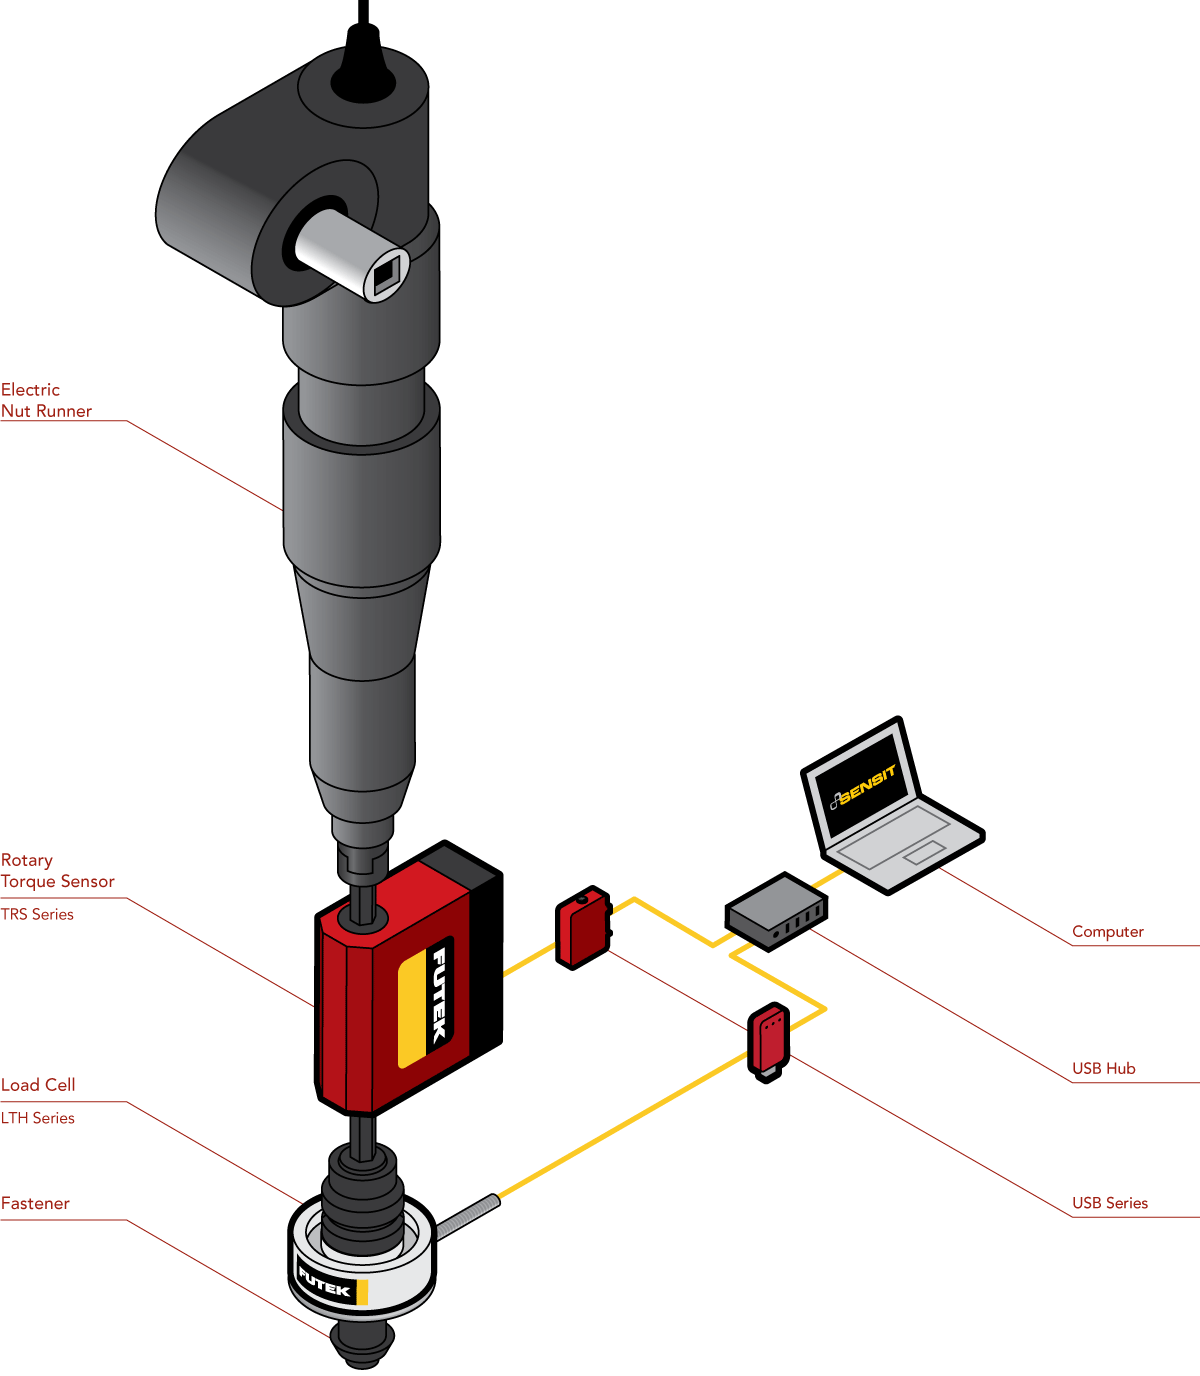 Electric
Nut Runner
SENSIT
Rotary
Torque Sensor
TRS Series
FUTEK
Computer
USB Hub
Load Cell
LTH Series
USB Series
Fastener
FUTEK